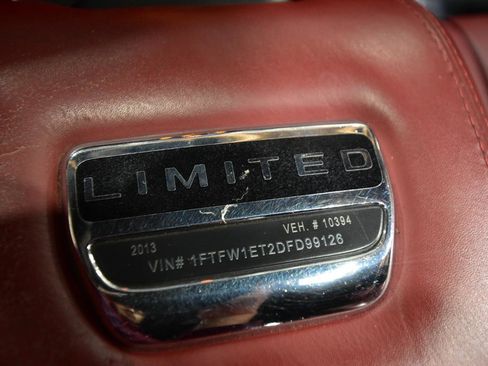 LIMITED
2013 VEH. # 10394
VIN# 1FTFW1ET2DFD99126